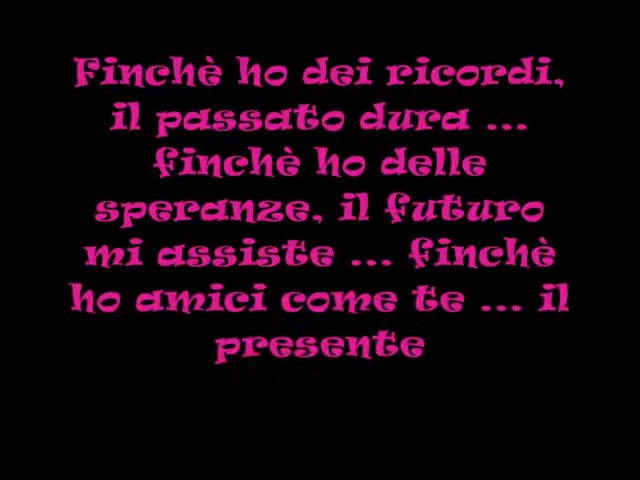 Finchè ho dei ricordi,
il passato dura ...
finchè ho delle
speranze, il futuro
mi assiste ... finchè
ho amici come te ... il
presente